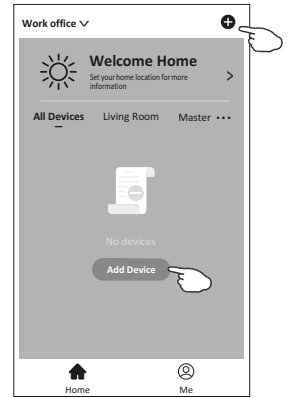 Work office
Welcome Home
Set your home location for more
information
All Devices Living Room Master
No devices
Add Device
Home Me